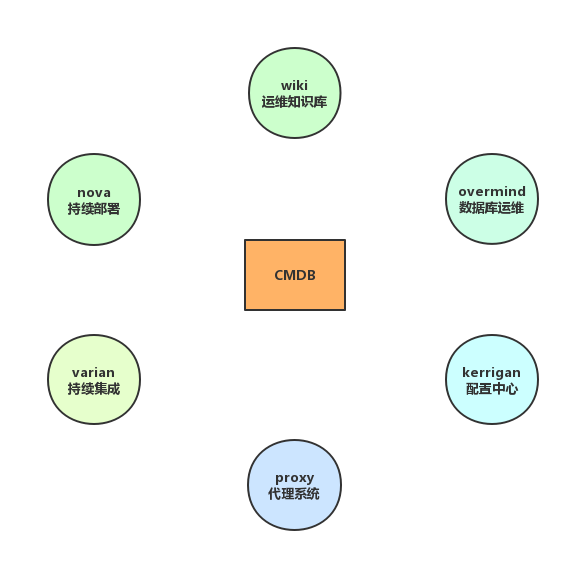 wiki
运维知识库
nova
持续部署
overmind
数据库运维
CMDB
varian
持续集成
kerrigan
配置中心
proxy
代理系统